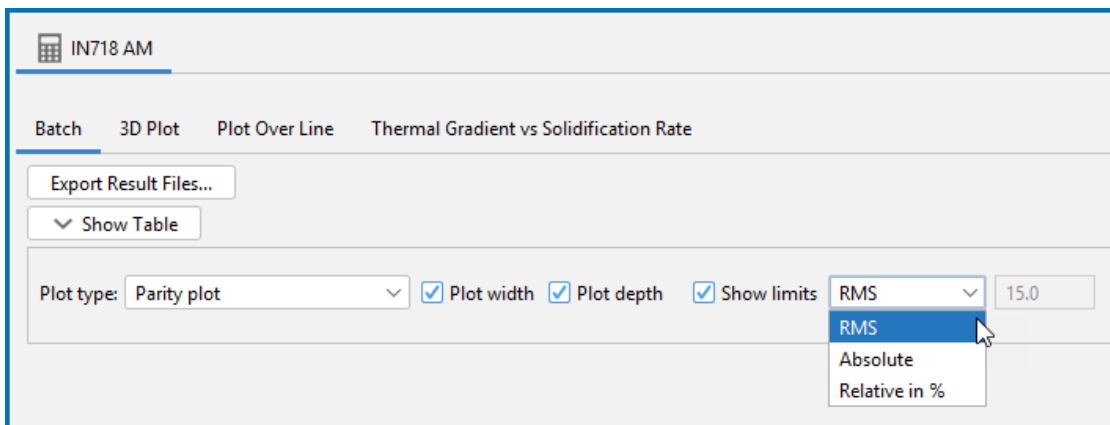 IN718 AM
Batch 3D Plot Plot Over Line Thermal Gradient vs Solidification Rate
Export Result Files...
Show Table
Plot type: Parity plot Plot width Plot depth Show limits RMS 15.0
RMS
Absolute
Relative in %